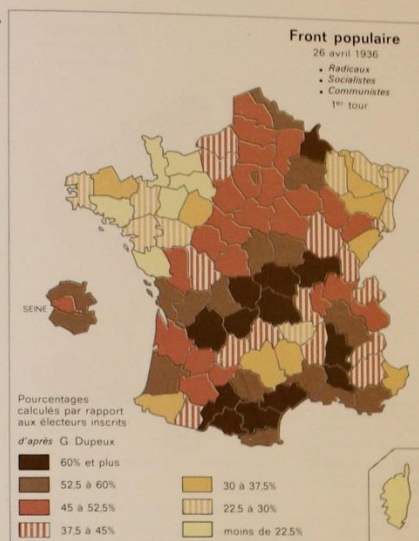 Front populaire
26 avril 1936
• Radicaux
• Socialistes
• Communistes
1er tour
SEINE
Pourcentages
calculés par rapport
aux électeurs inscrits
d'après G. Dupeux
60% et plus
52,5 à 60%
45 à 52,5%
37,5 à 45%
30 à 37,5%
22,5 à 30%
moins de 22,5%